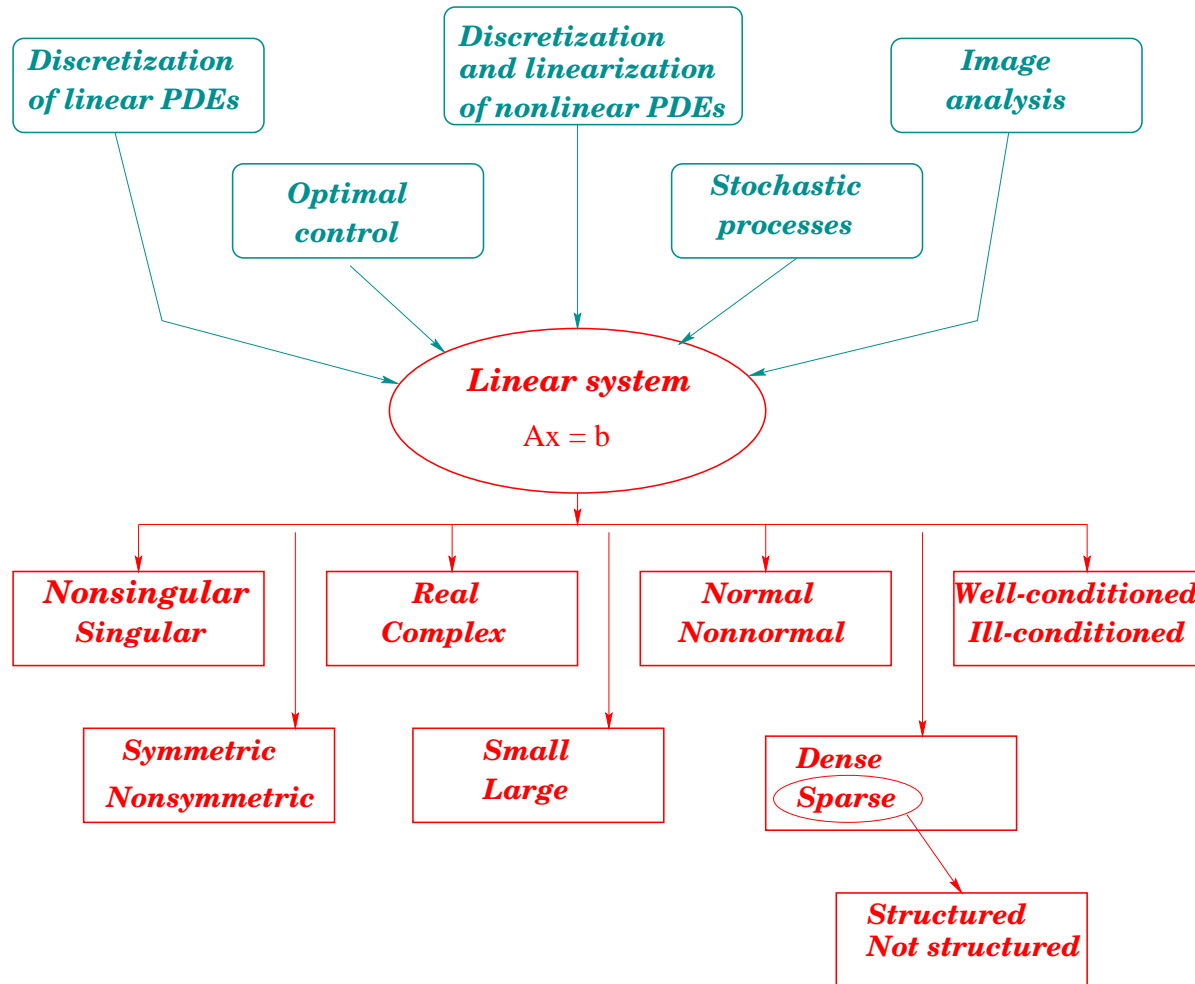 Discretization
of linear PDEs
Discretization
and linearization
of nonlinear PDEs
Image
analysis
Optimal
control
Stochastic
processes
Linear system
Ax = b
Nonsingular
Singular
Real
Complex
Normal
Nonnormal
Well-conditioned
Ill-conditioned
Symmetric
Nonsymmetric
Small
Large
Dense
Sparse
Structured
Not structured